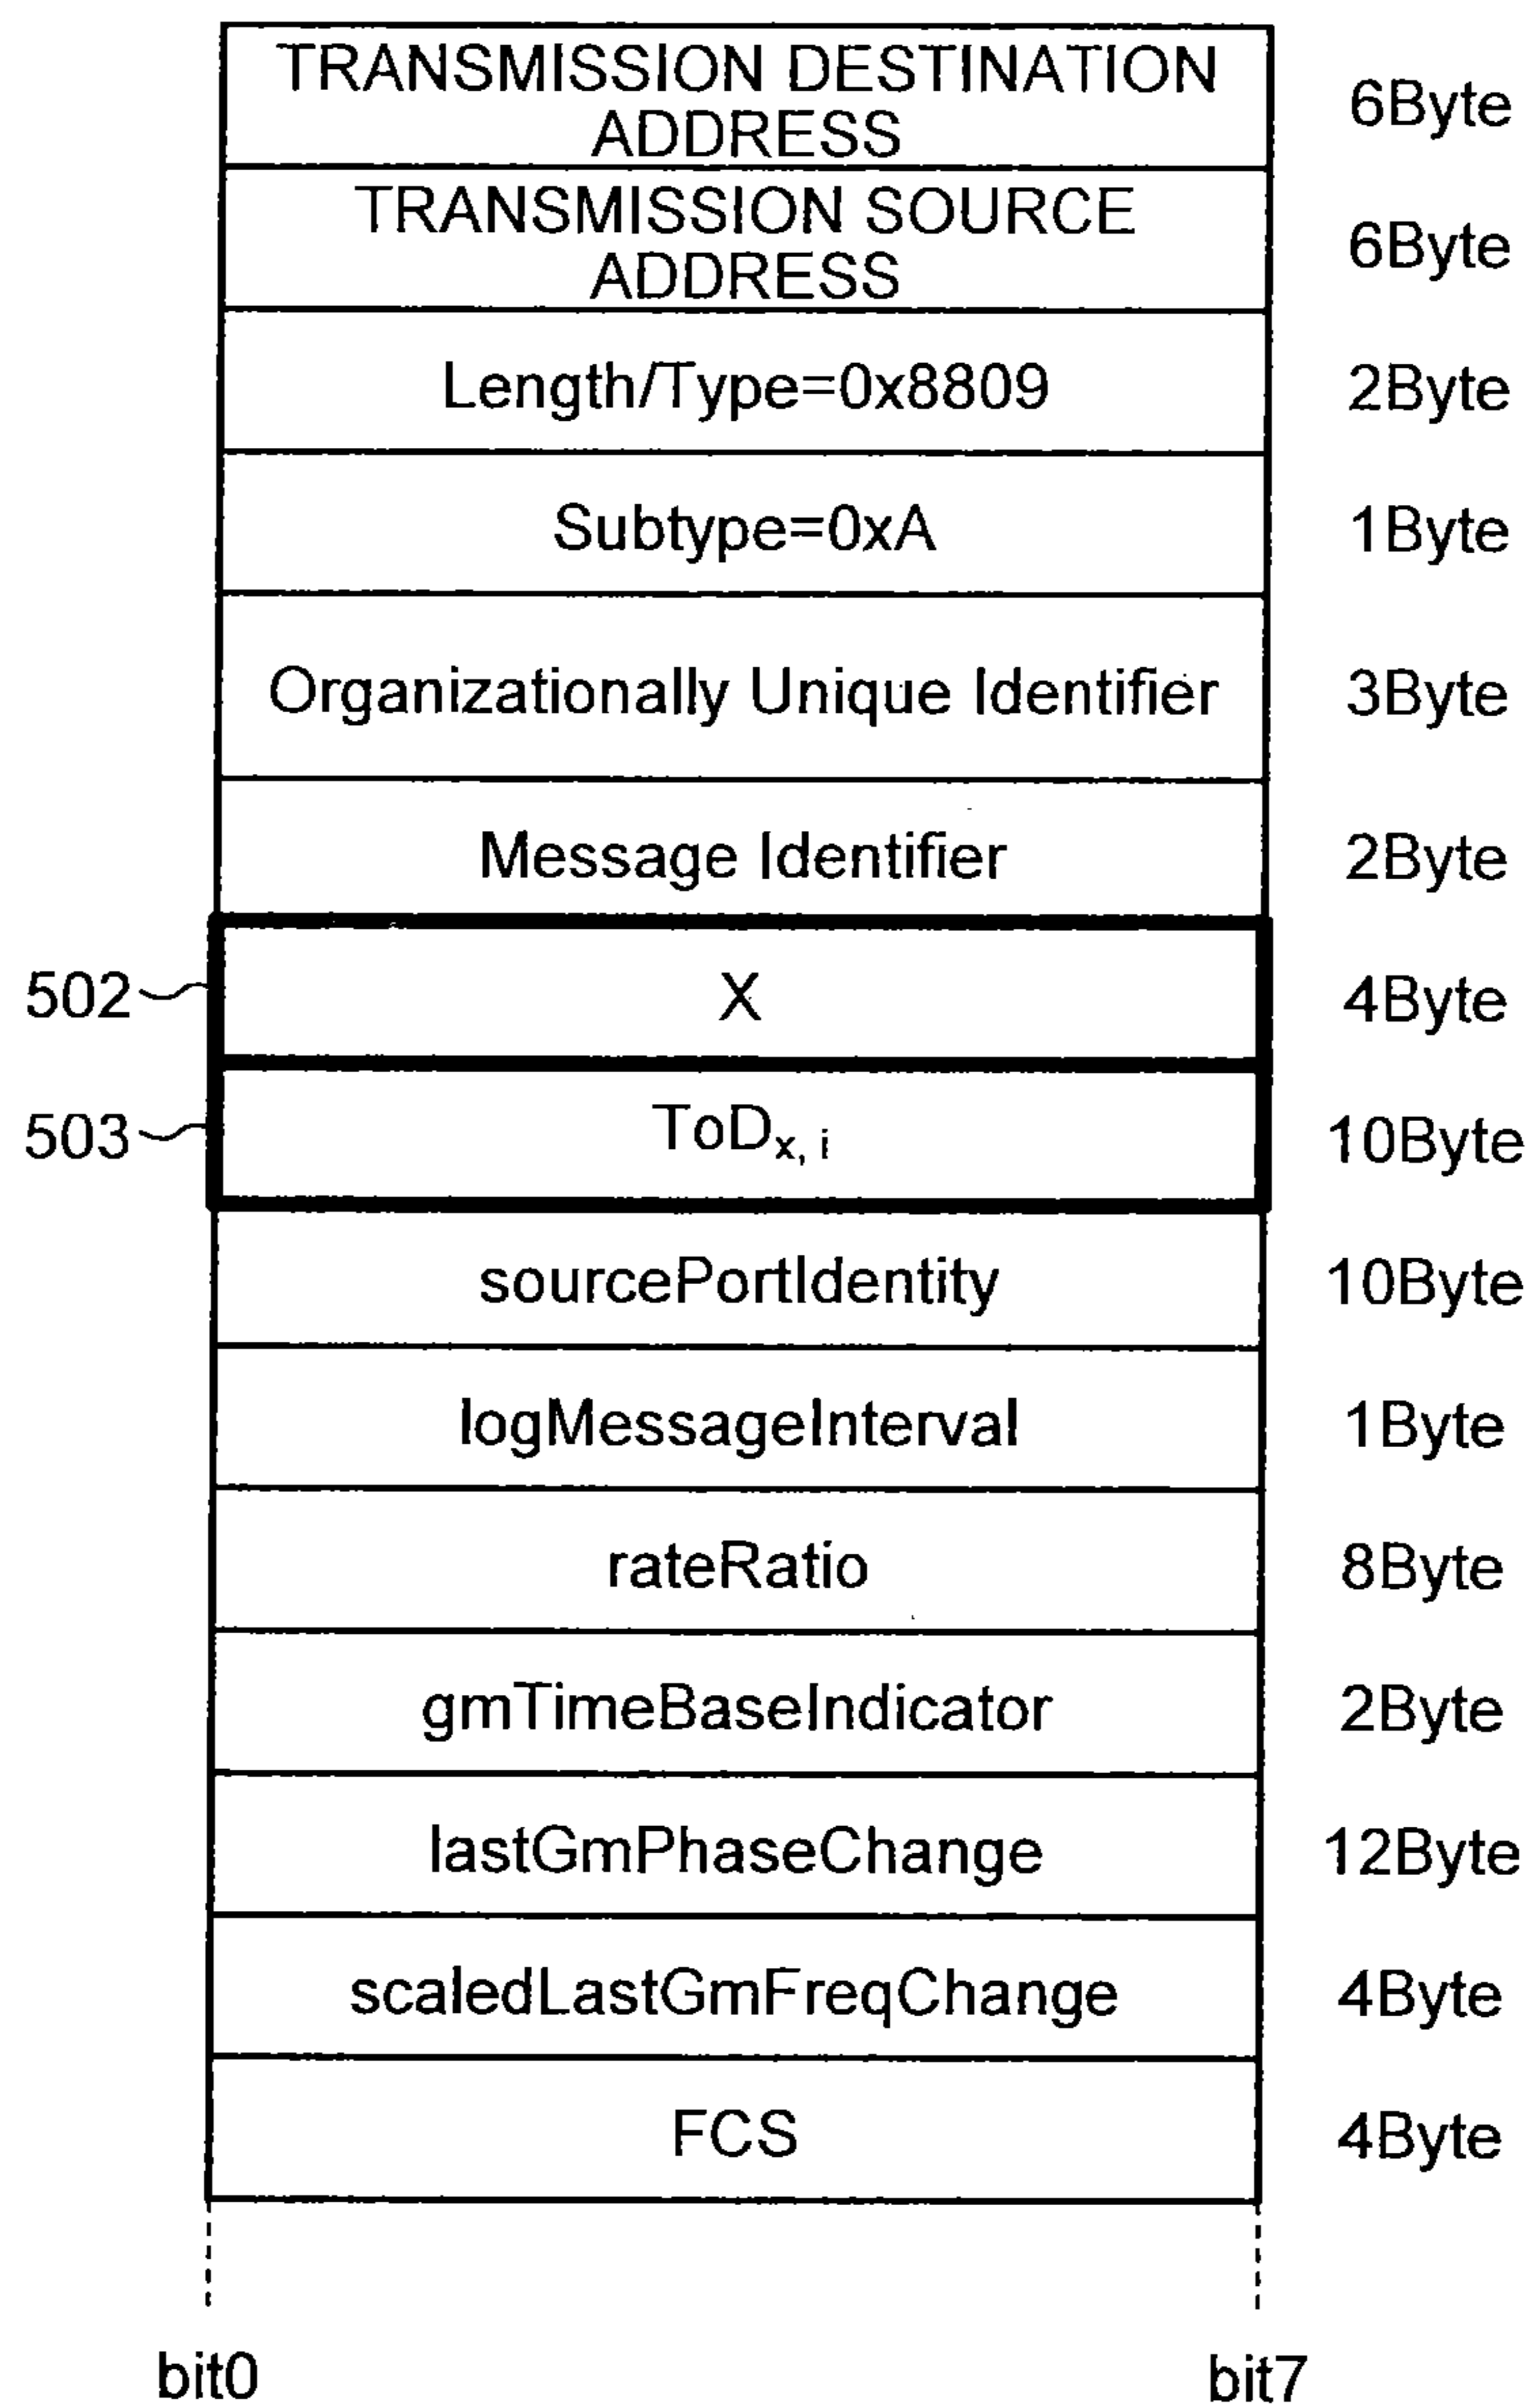 TRANSMISSION DESTINATION
ADDRESS
6Byte
TRANSMISSION SOURCE
ADDRESS
6Byte
Length/Type=0x8809
2Byte
Subtype=0xA
1Byte
Organizationally Unique Identifier
3Byte
Message Identifier
2Byte
502
X
4Byte
503
ToDx, i
10Byte
sourcePortIdentity
10Byte
logMessageInterval
1Byte
rateRatio
8Byte
gmTimeBaseIndicator
2Byte
lastGmPhaseChange
12Byte
scaledLastGmFreqChange
4Byte
FCS
4Byte
bit0
bit7